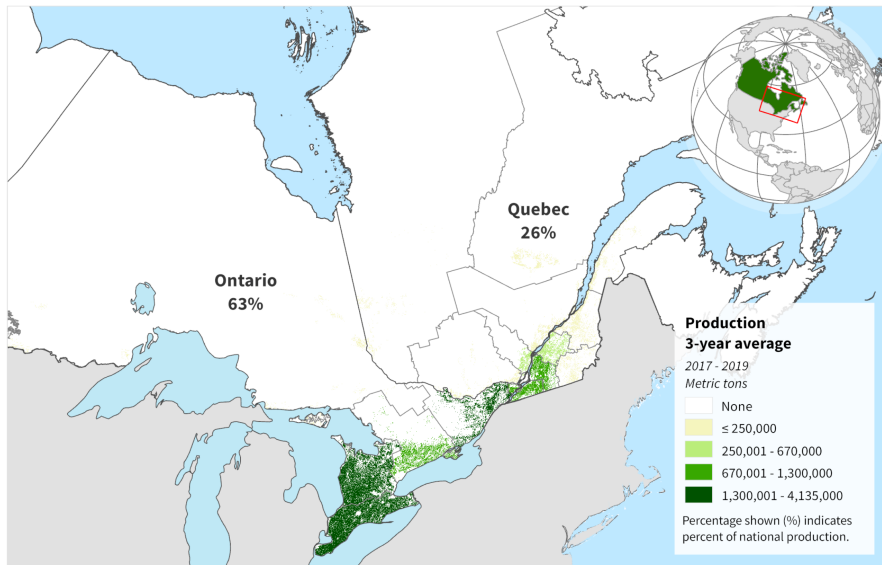 Quebec
26%
Ontario
63%
Production
3-year average
2017 - 2019
Metric tons
None
≤ 250,000
250,001 - 670,000
670,001 - 1,300,000
1,300,001 - 4,135,000
Percentage shown (%) indicates
percent of national production.